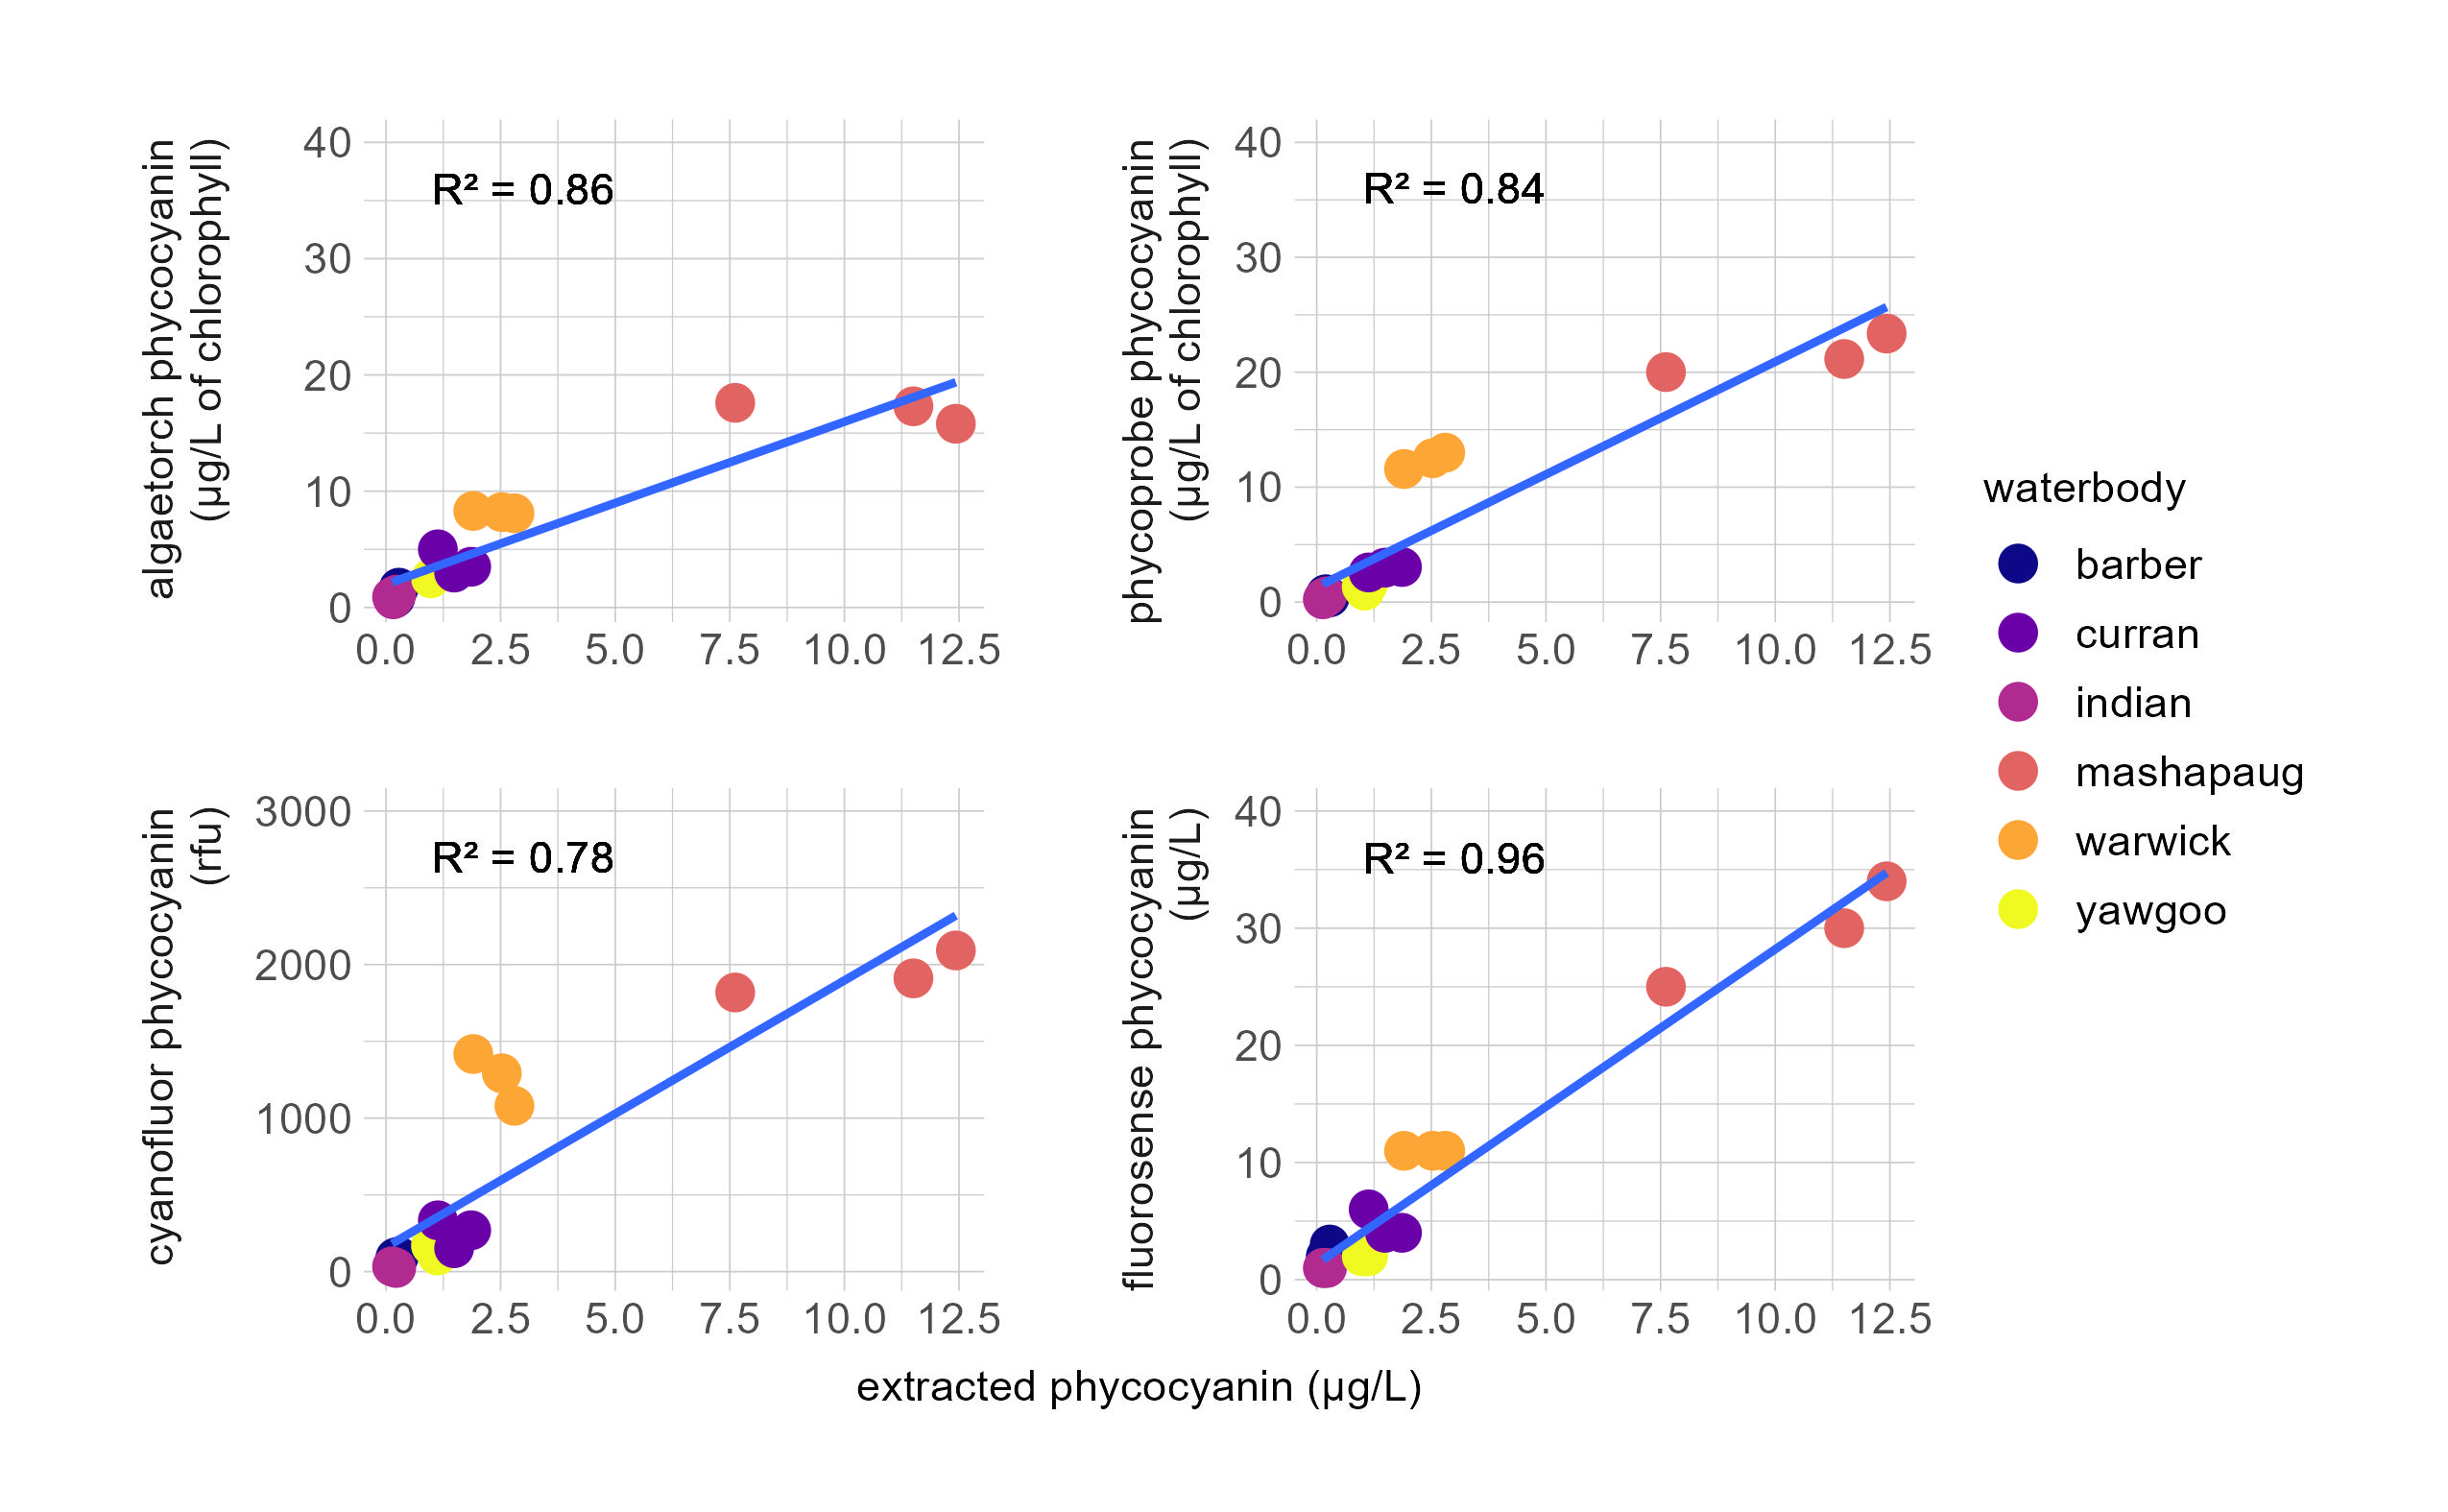 algaetorch phycocyanin
(µg/L of chlorophyll)
40
30
20
10
0
R² = 0.86
0.0 2.5 5.0 7.5 10.0 12.5
phycoprobe phycocyanin
(µg/L of chlorophyll)
40
30
20
10
0
R² = 0.84
0.0 2.5 5.0 7.5 10.0 12.5
cyanofluor phycocyanin
(rfu)
3000
2000
1000
0
R² = 0.78
0.0 2.5 5.0 7.5 10.0 12.5
fluorosense phycocyanin
(µg/L)
40
30
20
10
0
R² = 0.96
0.0 2.5 5.0 7.5 10.0 12.5
extracted phycocyanin (µg/L)
waterbody
barber
curran
indian
mashapaug
warwick
yawgoo